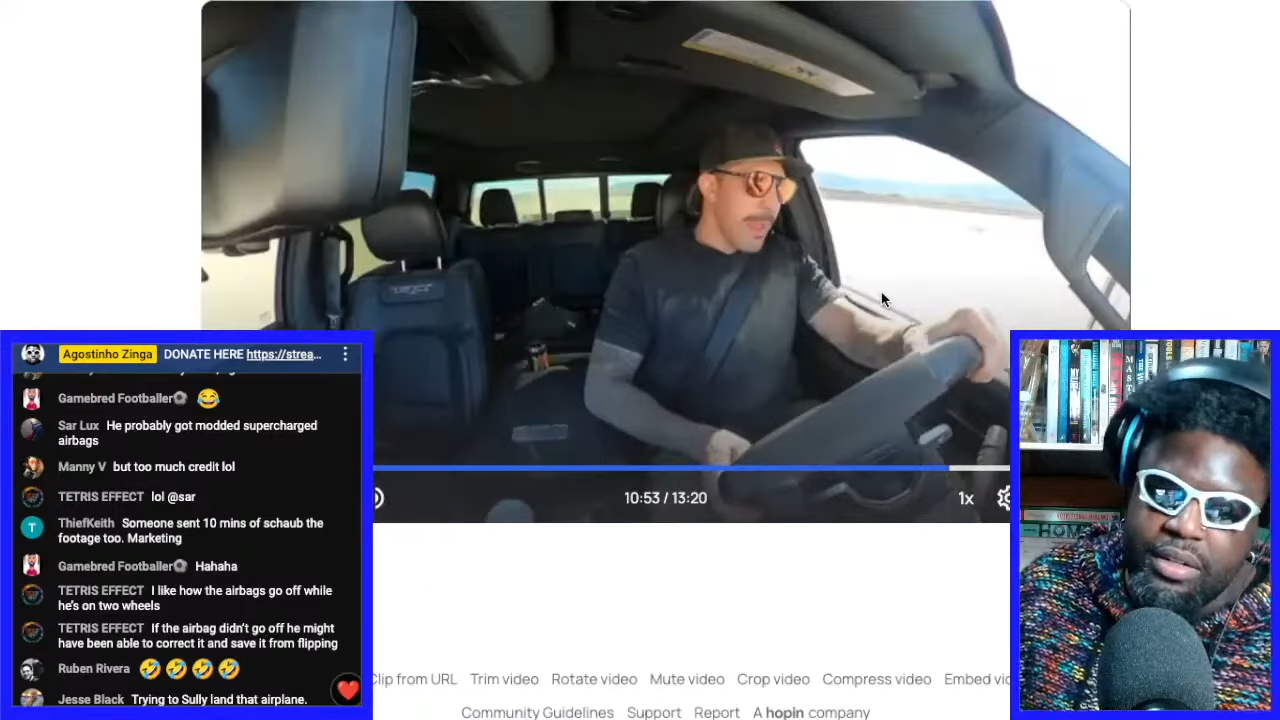 Agostinho Zinga DONATE HERE https://strea...
Gamebred Footballer⚽ 😂
Sar Lux He probably got modded supercharged
airbags
Manny V but too much credit lol
TETRIS EFFECT lol @sar
T ThiefKeith Someone sent 10 mins of schaub the
footage too. Marketing
Gamebred Footballer⚽ Hahaha
TETRIS EFFECT I like how the airbags go off while
he's on two wheels
TETRIS EFFECT If the airbag didn't go off he might
have been able to correct it and save it from flipping
Ruben Rivera 🤣🤣🤣🤣
Jesse Black Trying to Sully land that airplane.
10:53 / 13:20
1x
Clip from URL Trim video Rotate video Mute video Crop video Compress video Embed vid
Community Guidelines Support Report A hopin company